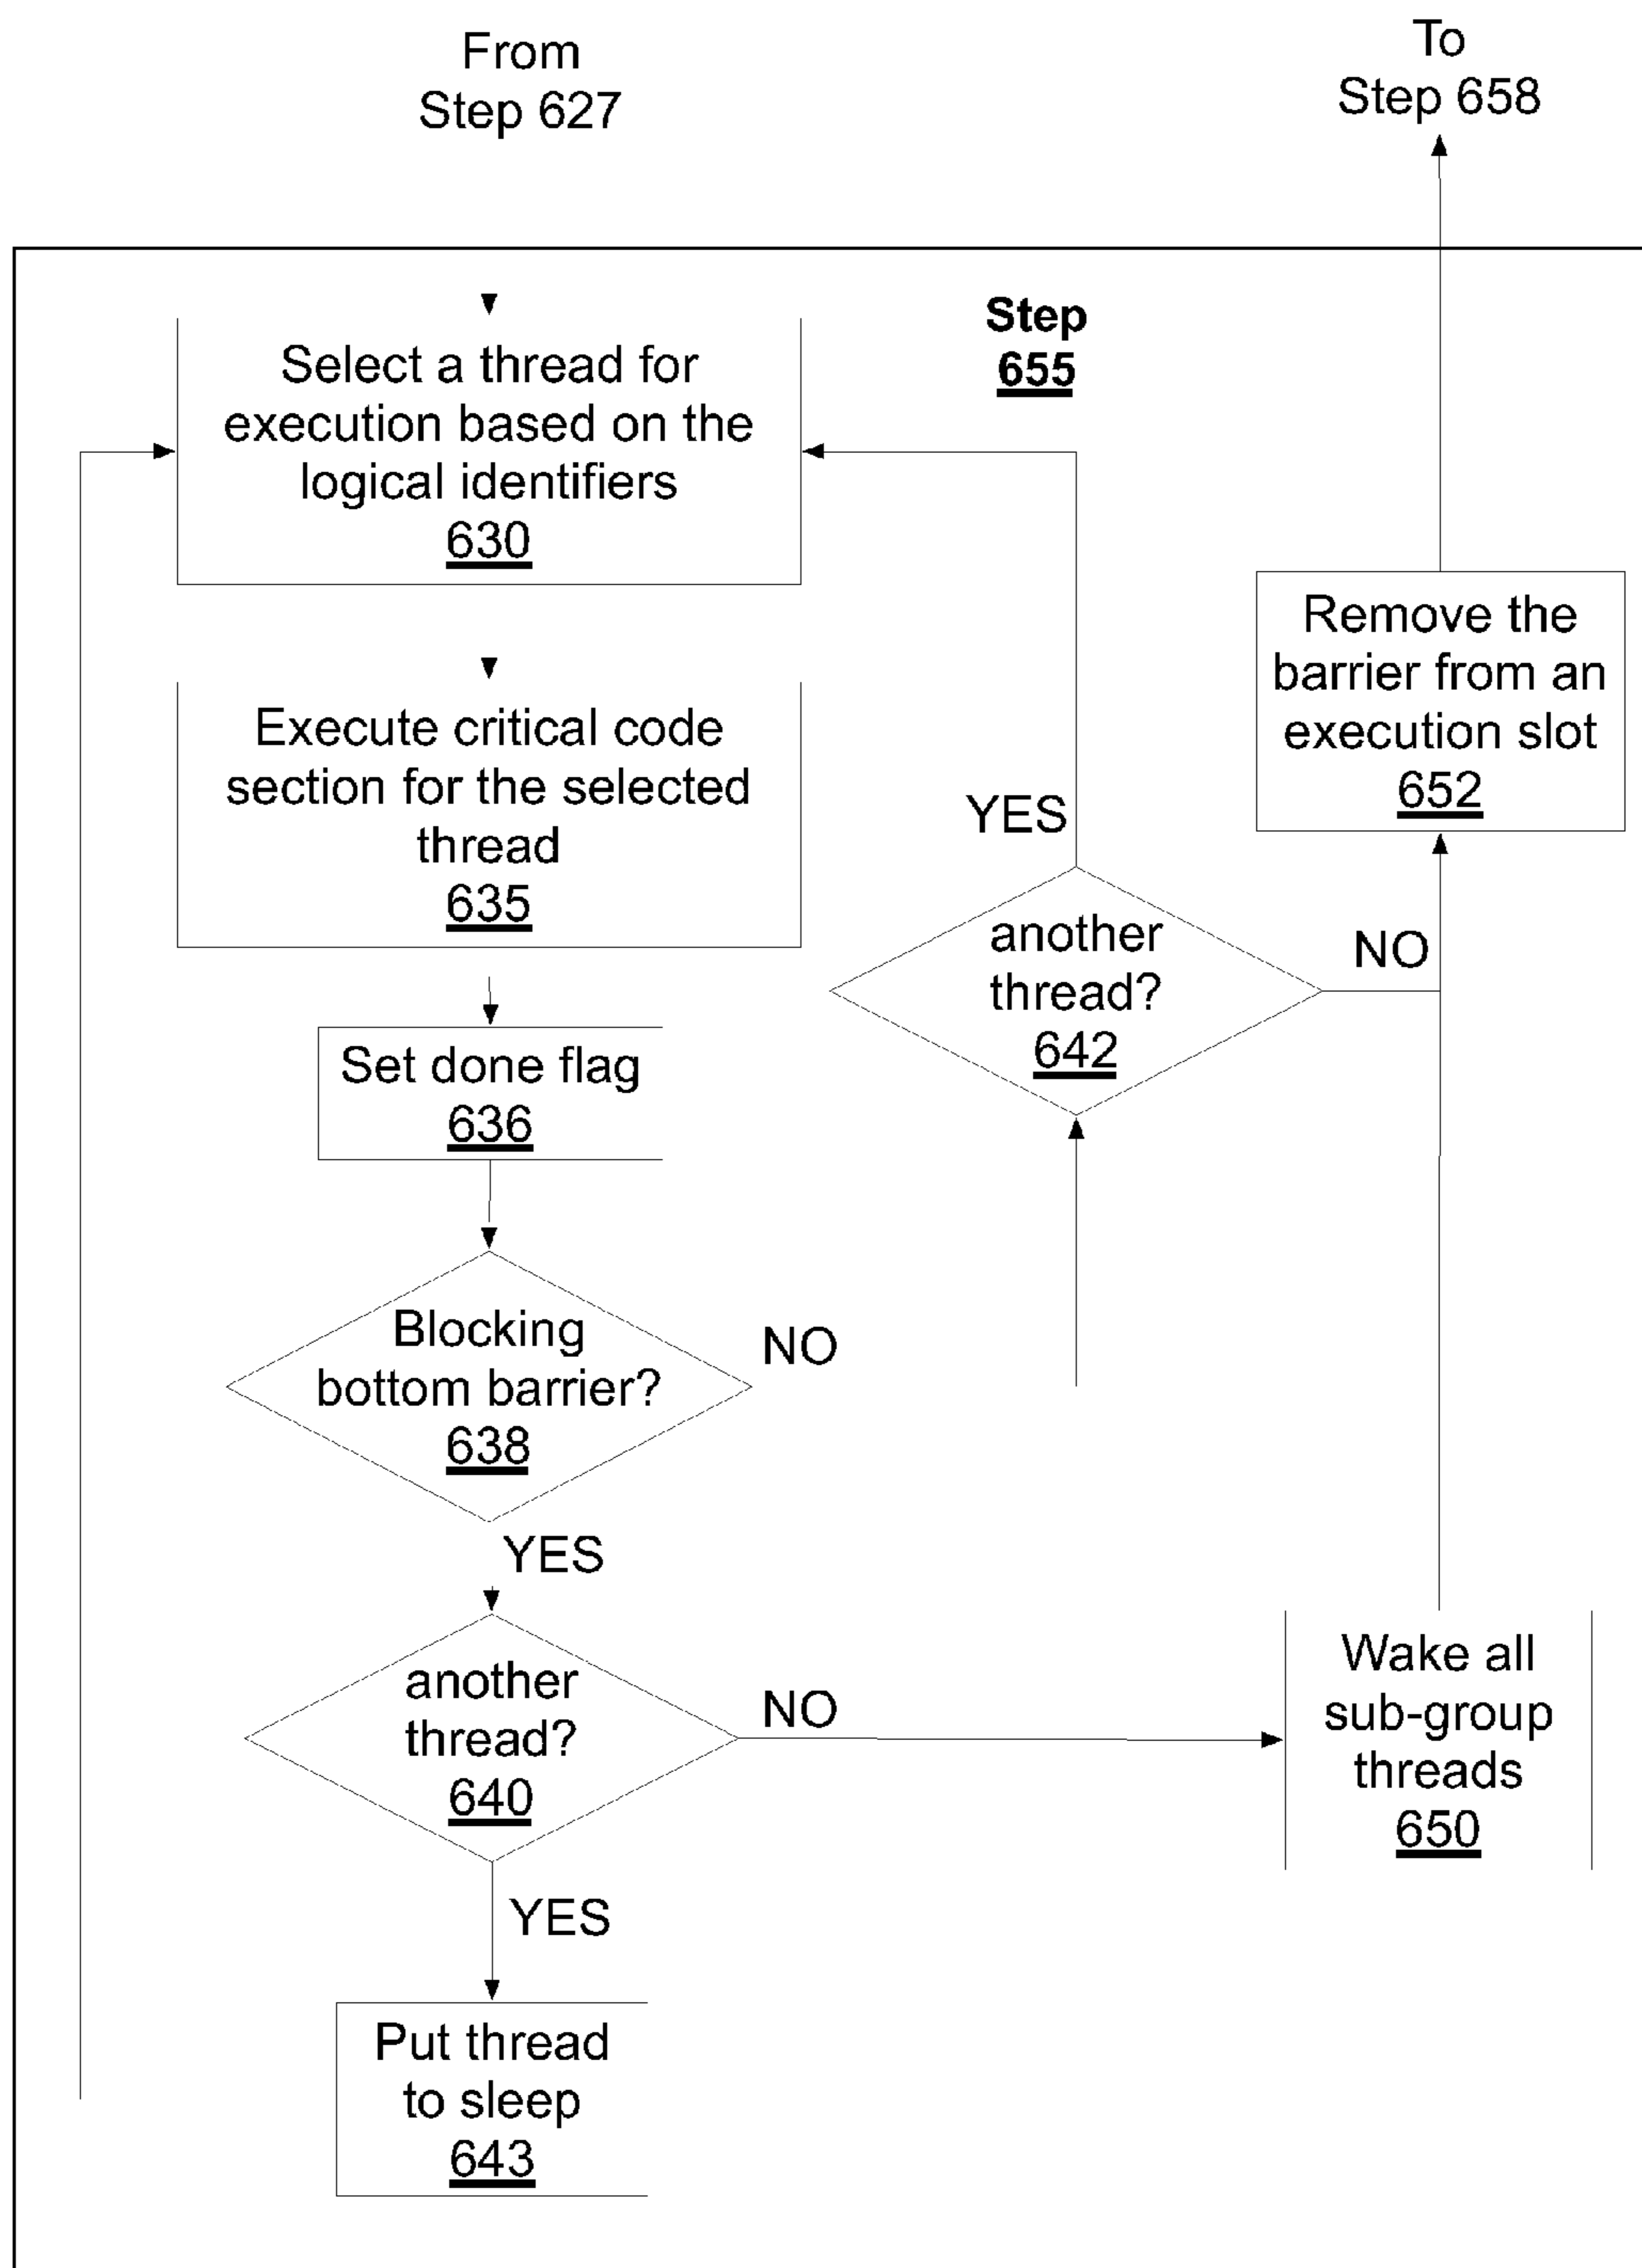 From
Step 627
To
Step 658
Step
655
Select a thread for
execution based on the
logical identifiers
630
Remove the
barrier from an
execution slot
652
Execute critical code
section for the selected
thread
635
YES
another
thread?
642
NO
Set done flag
636
Blocking
bottom barrier?
638
NO
YES
another
thread?
640
NO
Wake all
sub-group
threads
650
YES
Put thread
to sleep
643